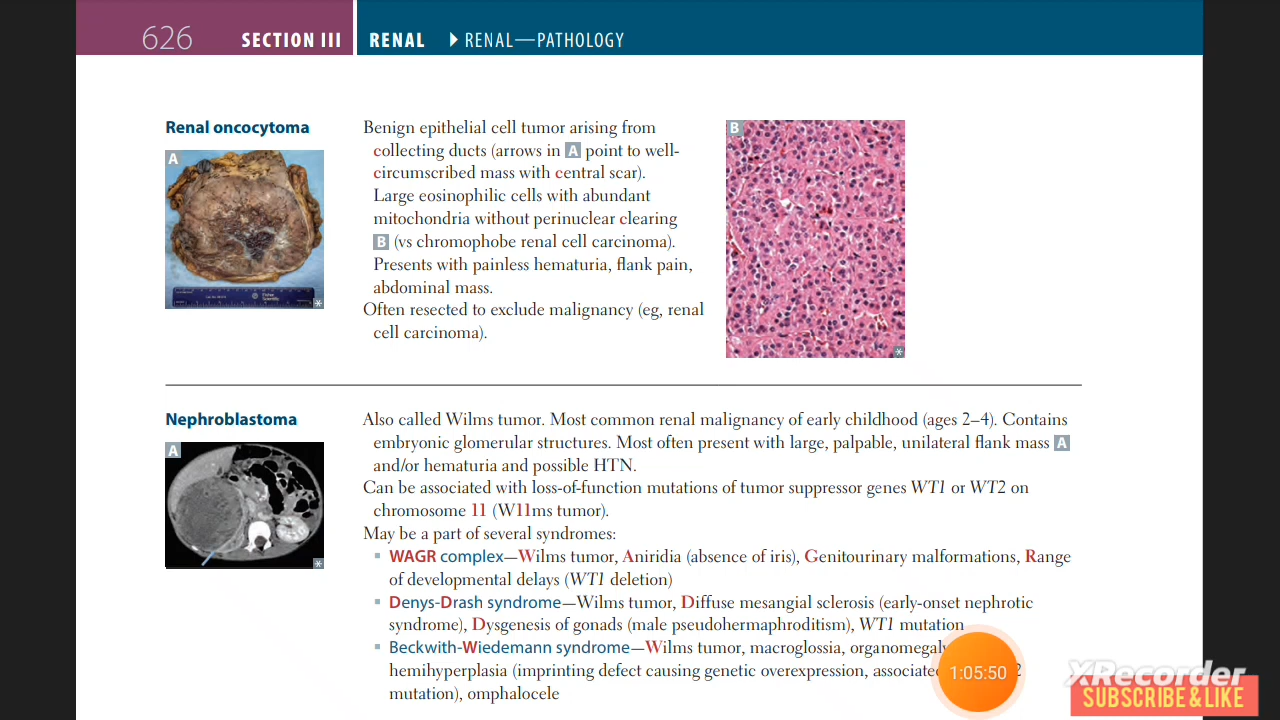 626 SECTION III RENAL ▶ RENAL—PATHOLOGY
Renal oncocytoma
A
Benign epithelial cell tumor arising from
collecting ducts (arrows in A point to well-
circumscribed mass with central scar).
Large eosinophilic cells with abundant
mitochondria without perinuclear clearing
B (vs chromophobe renal cell carcinoma).
Presents with painless hematuria, flank pain,
abdominal mass.
Often resected to exclude malignancy (eg, renal
cell carcinoma).
B
Nephroblastoma
A
Also called Wilms tumor. Most common renal malignancy of early childhood (ages 2–4). Contains
embryonic glomerular structures. Most often present with large, palpable, unilateral flank mass A
and/or hematuria and possible HTN.
Can be associated with loss-of-function mutations of tumor suppressor genes WT1 or WT2 on
chromosome 11 (W11ms tumor).
May be a part of several syndromes:
▪ WAGR complex—Wilms tumor, Aniridia (absence of iris), Genitourinary malformations, Range
of developmental delays (WT1 deletion)
▪ Denys-Drash syndrome—Wilms tumor, Diffuse mesangial sclerosis (early-onset nephrotic
syndrome), Dysgenesis of gonads (male pseudohermaphroditism), WT1 mutation
▪ Beckwith-Wiedemann syndrome—Wilms tumor, macroglossia, organomegaly
hemihyperplasia (imprinting defect causing genetic overexpression, associated 2
mutation), omphalocele
1:05:50
XRecorder
SUBSCRIBE & LIKE